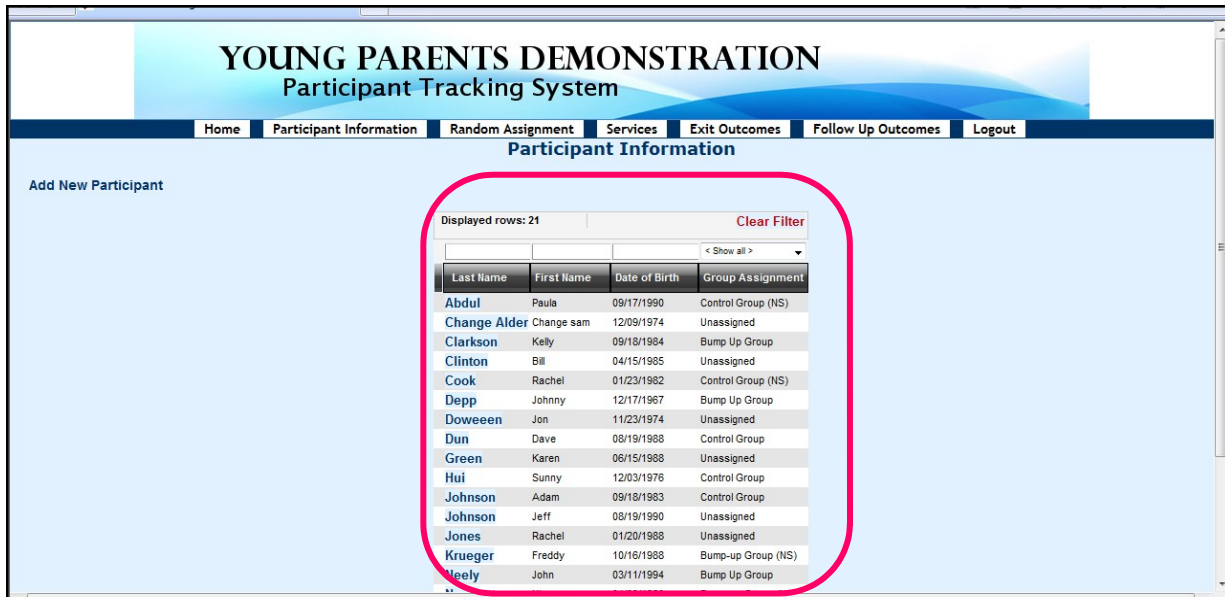 YOUNG PARENTS DEMONSTRATION
Participant Tracking System
Home Participant Information Random Assignment Services Exit Outcomes Follow Up Outcomes Logout
Participant Information
Add New Participant
Displayed rows: 21 Clear Filter
< Show all >
Last Name First Name Date of Birth Group Assignment
Abdul Paula 09/17/1990 Control Group (NS)
Change Alder Change sam 12/09/1974 Unassigned
Clarkson Kelly 09/18/1984 Bump Up Group
Clinton Bill 04/15/1985 Unassigned
Cook Rachel 01/23/1982 Control Group (NS)
Depp Johnny 12/17/1967 Bump Up Group
Doweeen Jon 11/23/1974 Unassigned
Dun Dave 08/19/1988 Control Group
Green Karen 06/15/1988 Unassigned
Hui Sunny 12/03/1976 Control Group
Johnson Adam 09/18/1983 Control Group
Johnson Jeff 08/19/1990 Unassigned
Jones Rachel 01/20/1988 Unassigned
Krueger Freddy 10/16/1988 Bump-up Group (NS)
Neely John 03/11/1994 Bump Up Group